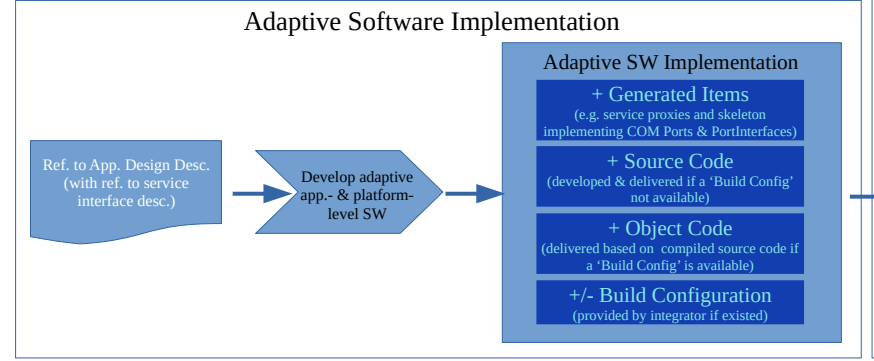 Adaptive Software Implementation
Ref. to App. Design Desc.
(with ref. to service
interface desc.)
Develop adaptive
app.- & platform-
level SW
Adaptive SW Implementation
+ Generated Items
(e.g. service proxies and skeleton
implementing COM Ports & PortInterfaces)
+ Source Code
(developed & delivered if a ‘Build Config’
not available)
+ Object Code
(delivered based on compiled source code if
a ‘Build Config’ is available)
+/- Build Configuration
(provided by integrator if existed)